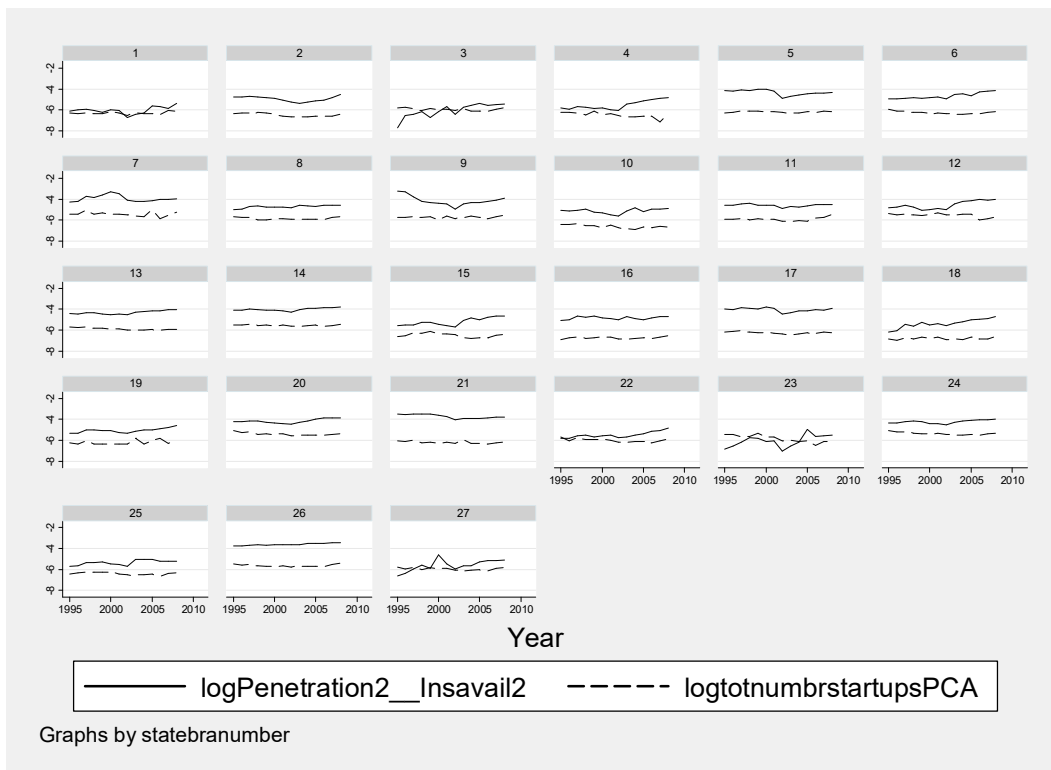 1 2 3 4 5 6
-2
-4
-6
-8
7 8 9 10 11 12
-2
-4
-6
-8
13 14 15 16 17 18
-2
-4
-6
-8
19 20 21 22 23 24
-2
-4
-6
-8
1995 2000 2005 2010 1995 2000 2005 2010 1995 2000 2005 2010
25 26 27
-2
-4
-6
-8
1995 2000 2005 2010 1995 2000 2005 2010 1995 2000 2005 2010
Year
logPenetration2__Insavail2 logtotnumbrstartupsPCA
Graphs by statebranumber